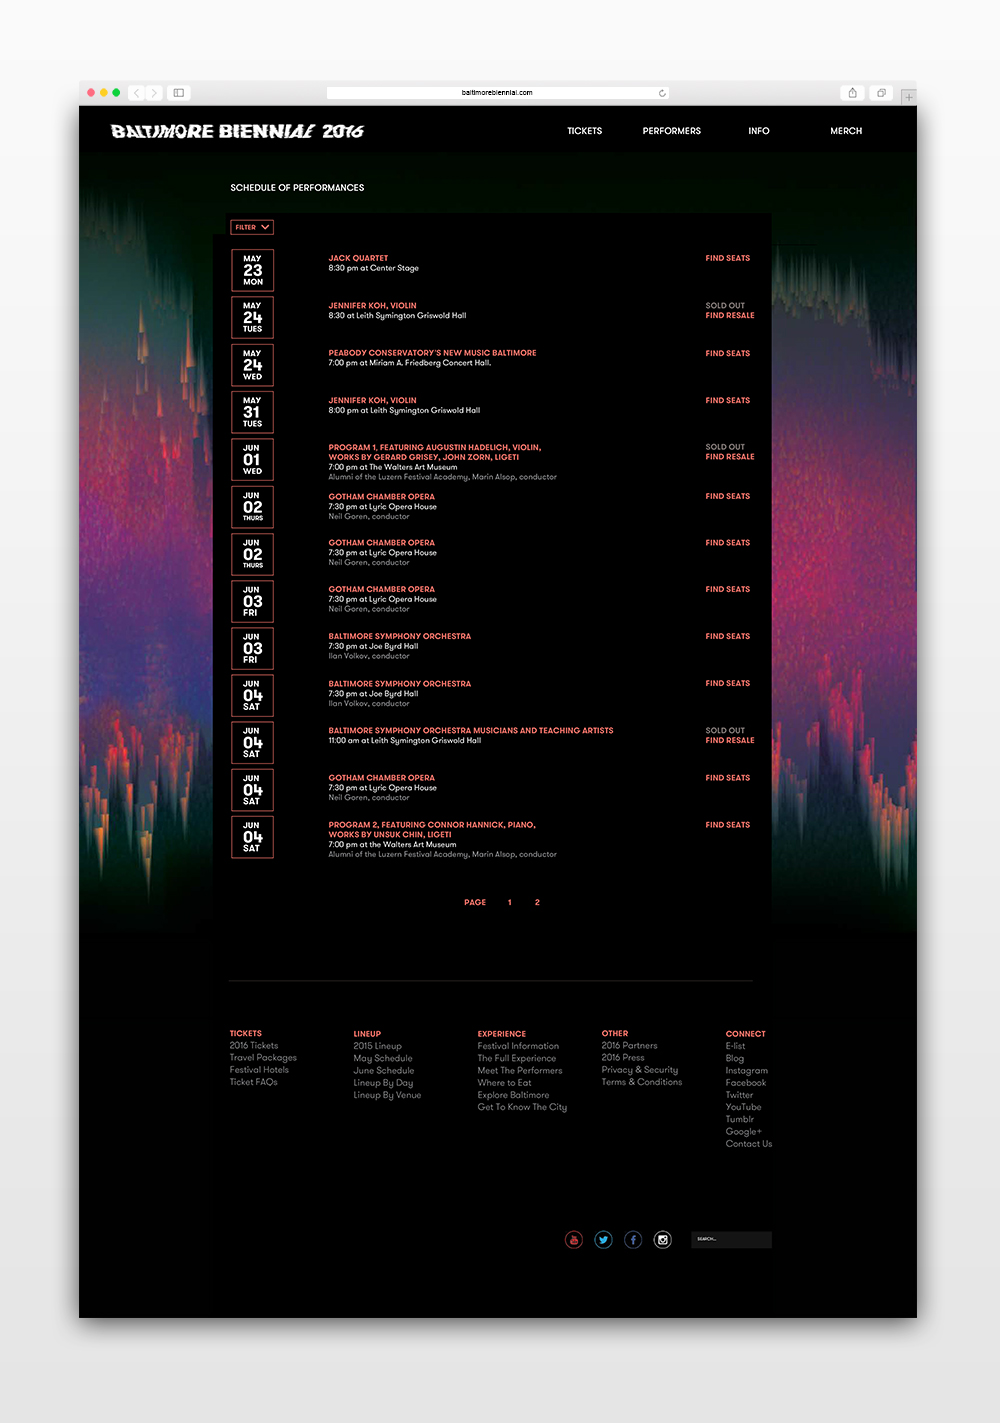 baltimorebiennial.com
BALTIMORE BIENNIAL 2016
TICKETS PERFORMERS INFO MERCH
SCHEDULE OF PERFORMANCES
FILTER
MAY
23
MON
JACK QUARTET
8:30 pm at Center Stage
FIND SEATS
MAY
24
TUES
JENNIFER KOH, VIOLIN
8:30 at Leith Symington Griswold Hall
SOLD OUT
FIND RESALE
MAY
24
WED
PEABODY CONSERVATORY'S NEW MUSIC BALTIMORE
7:00 pm at Miriam A. Friedberg Concert Hall.
FIND SEATS
MAY
31
TUES
JENNIFER KOH, VIOLIN
8:00 pm at Leith Symington Griswold Hall
FIND SEATS
JUN
01
WED
PROGRAM 1, FEATURING AUGUSTIN HADELICH, VIOLIN,
WORKS BY GERARD GRISEY, JOHN ZORN, LIGETI
7:00 pm at The Walters Art Museum
Alumni of the Luzern Festival Academy, Marin Alsop, conductor
SOLD OUT
FIND RESALE
JUN
02
THURS
GOTHAM CHAMBER OPERA
7:30 pm at Lyric Opera House
Neil Goren, conductor
FIND SEATS
JUN
02
THURS
GOTHAM CHAMBER OPERA
7:30 pm at Lyric Opera House
Neil Goren, conductor
FIND SEATS
JUN
03
FRI
GOTHAM CHAMBER OPERA
7:30 pm at Lyric Opera House
Neil Goren, conductor
FIND SEATS
JUN
03
FRI
BALTIMORE SYMPHONY ORCHESTRA
7:30 pm at Joe Byrd Hall
Ilan Volkov, conductor
FIND SEATS
JUN
04
SAT
BALTIMORE SYMPHONY ORCHESTRA
7:30 pm at Joe Byrd Hall
Ilan Volkov, conductor
FIND SEATS
JUN
04
SAT
BALTIMORE SYMPHONY ORCHESTRA MUSICIANS AND TEACHING ARTISTS
11:00 am at Leith Symington Griswold Hall
SOLD OUT
FIND RESALE
JUN
04
SAT
GOTHAM CHAMBER OPERA
7:30 pm at Lyric Opera House
Neil Goren, conductor
FIND SEATS
JUN
04
SAT
PROGRAM 2, FEATURING CONNOR HANNICK, PIANO,
WORKS BY UNSUK CHIN, LIGETI
7:00 pm at the Walters Art Museum
Alumni of the Luzern Festival Academy, Marin Alsop, conductor
FIND SEATS
PAGE 1 2
TICKETS
2016 Tickets
Travel Packages
Festival Hotels
Ticket FAQs
LINEUP
2015 Lineup
May Schedule
June Schedule
Lineup By Day
Lineup By Venue
EXPERIENCE
Festival Information
The Full Experience
Meet The Performers
Where to Eat
Explore Baltimore
Get To Know The City
OTHER
2016 Partners
2016 Press
Privacy & Security
Terms & Conditions
CONNECT
E-list
Blog
Instagram
Facebook
Twitter
YouTube
Tumblr
Google+
Contact Us
SEARCH...